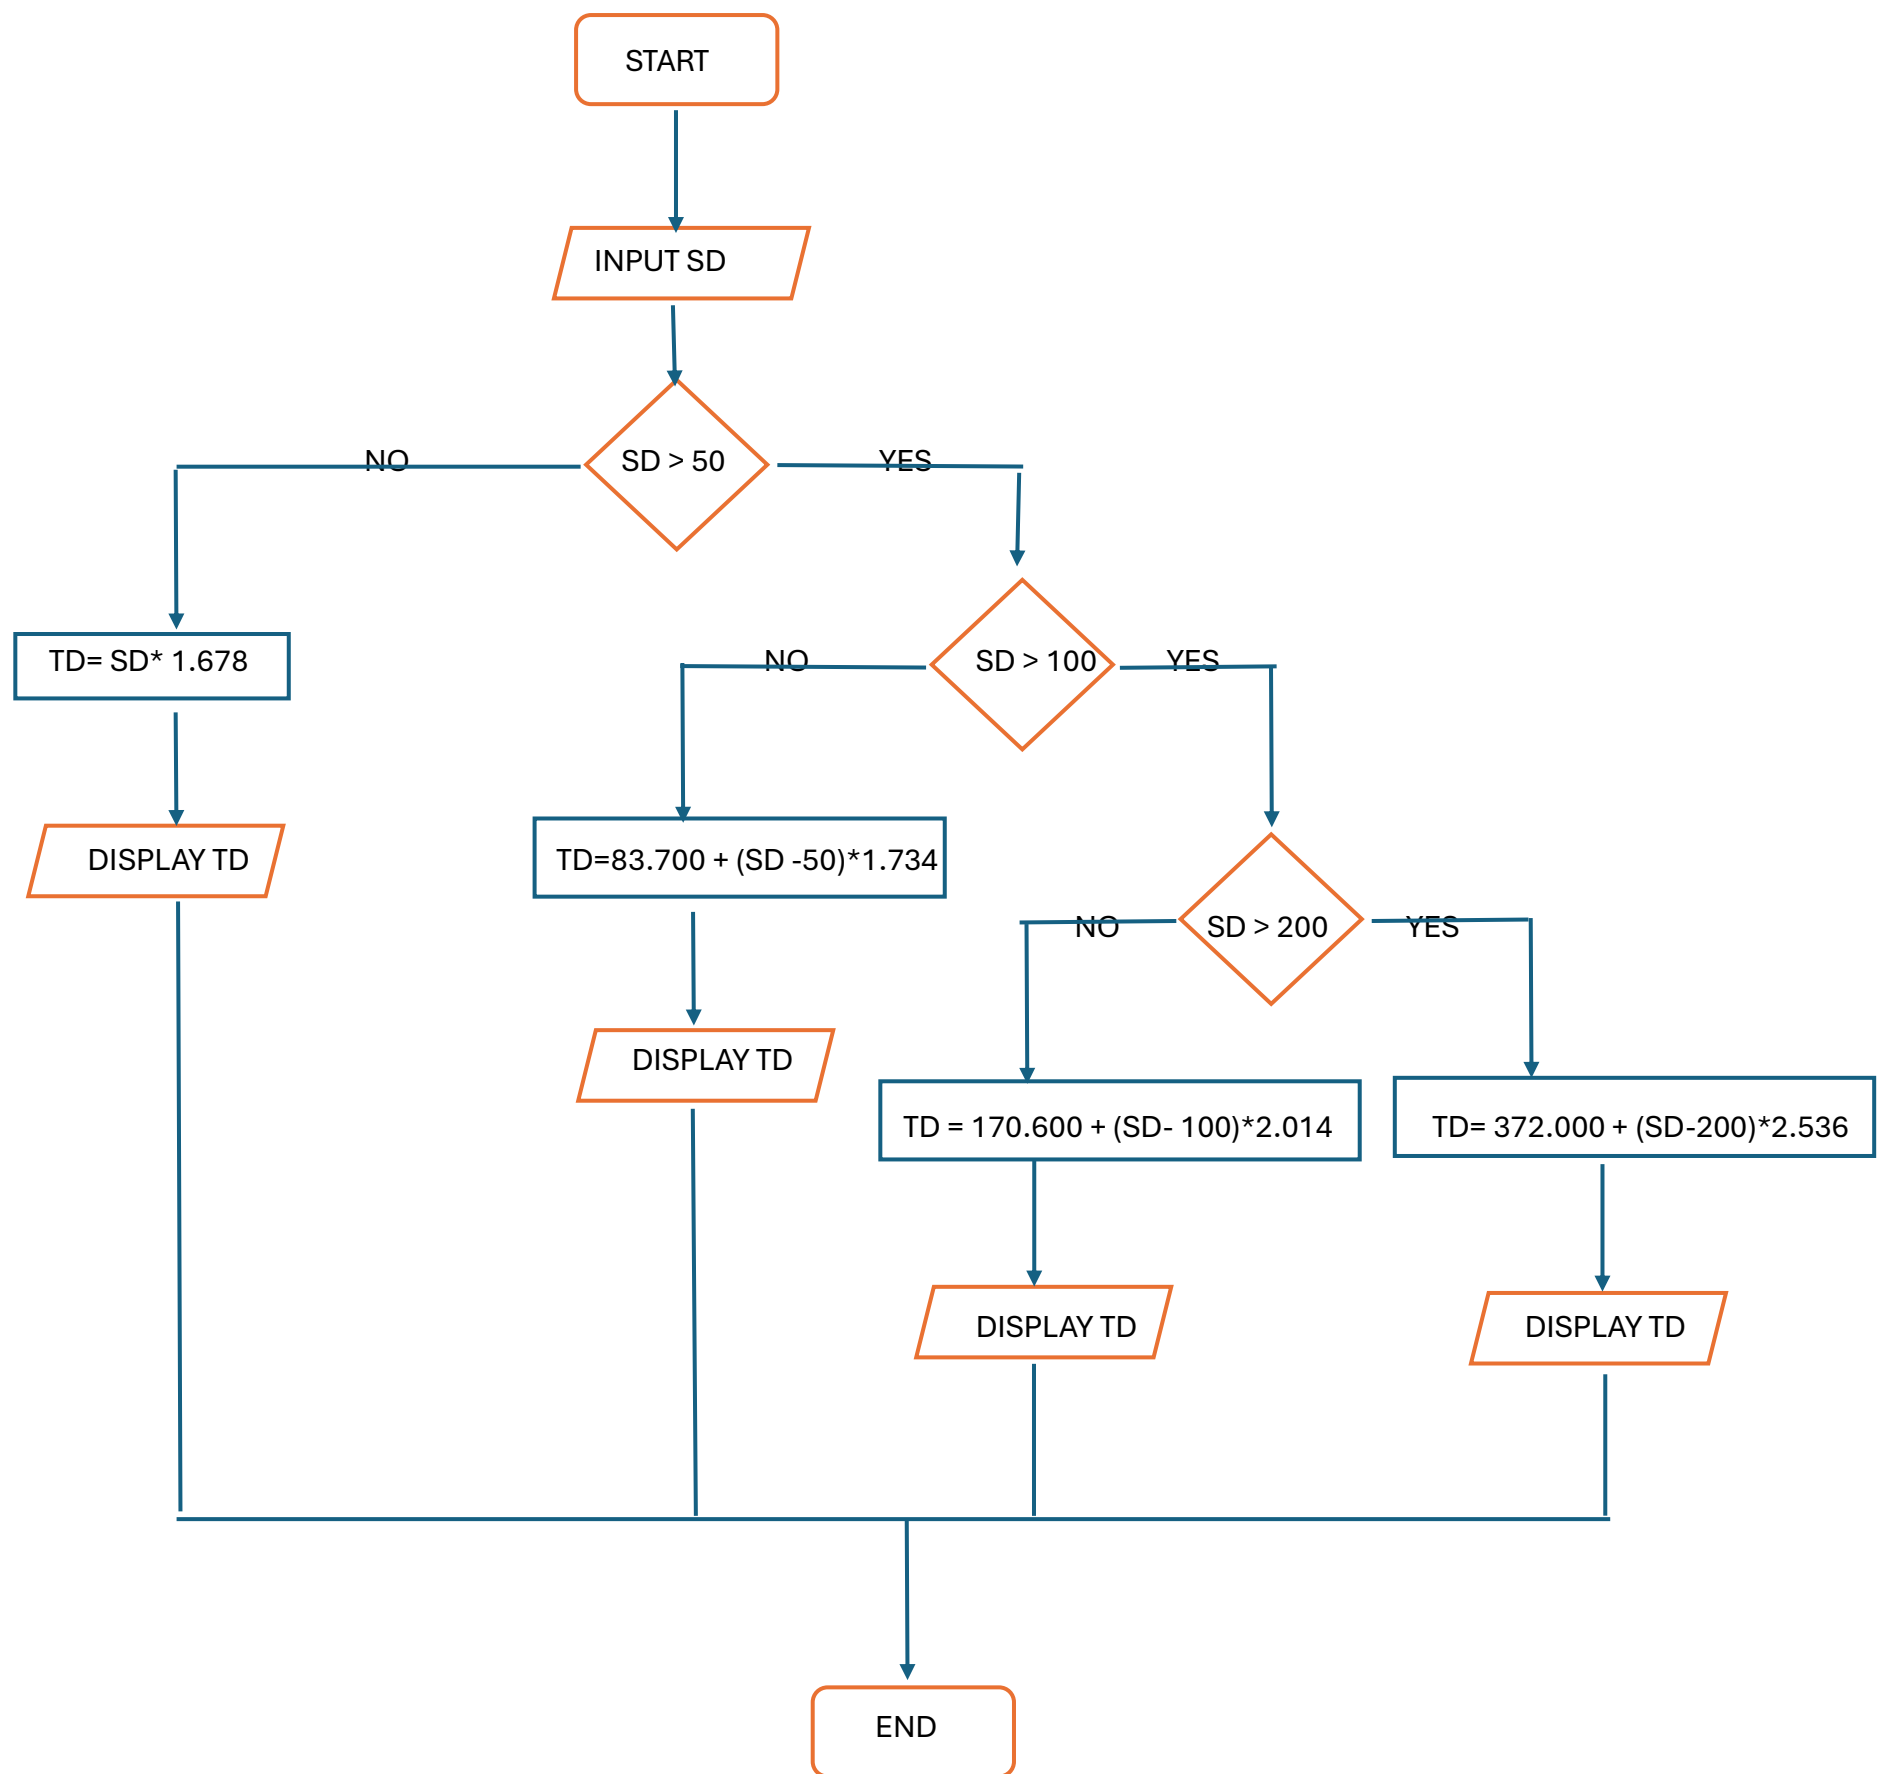 START
INPUT SD
NO
SD > 50
YES
TD= SD* 1.678
NO
SD > 100
YES
DISPLAY TD
TD=83.700 + (SD -50)*1.734
NO
SD > 200
YES
DISPLAY TD
TD = 170.600 + (SD- 100)*2.014
TD= 372.000 + (SD-200)*2.536
DISPLAY TD
DISPLAY TD
END